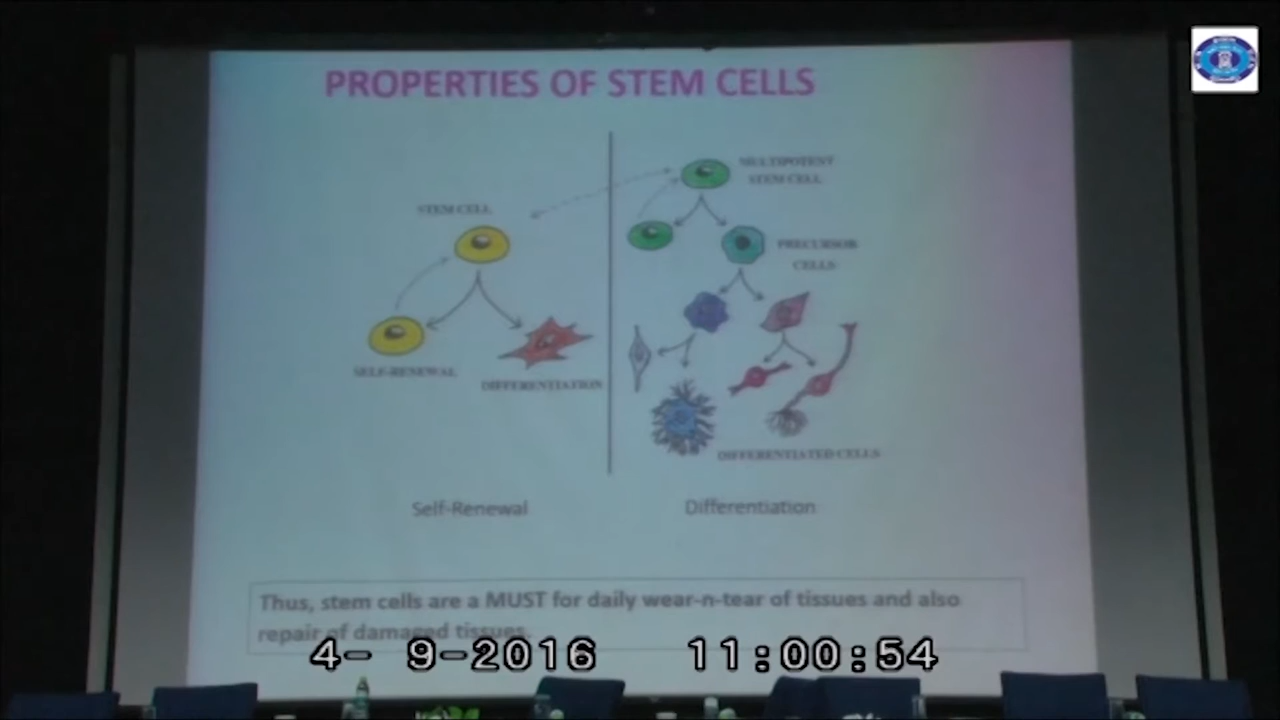 PROPERTIES OF STEM CELLS
MULTIPOTENT
STEM CELL
STEM CELL
PRECURSOR
CELLS
SELF-RENEWAL
DIFFERENTIATION
DIFFERENTIATED CELLS
Self-Renewal
Differentiation
Thus, stem cells are a MUST for daily wear-n-tear of tissues and also
repair of damaged tissues.
4- 9-2016 11:00:54